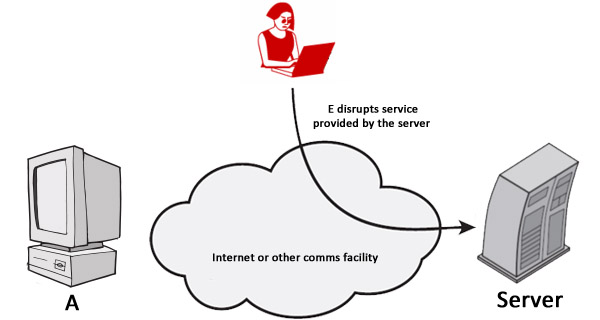 E disrupts service
provided by the server
Internet or other comms facility
A
Server